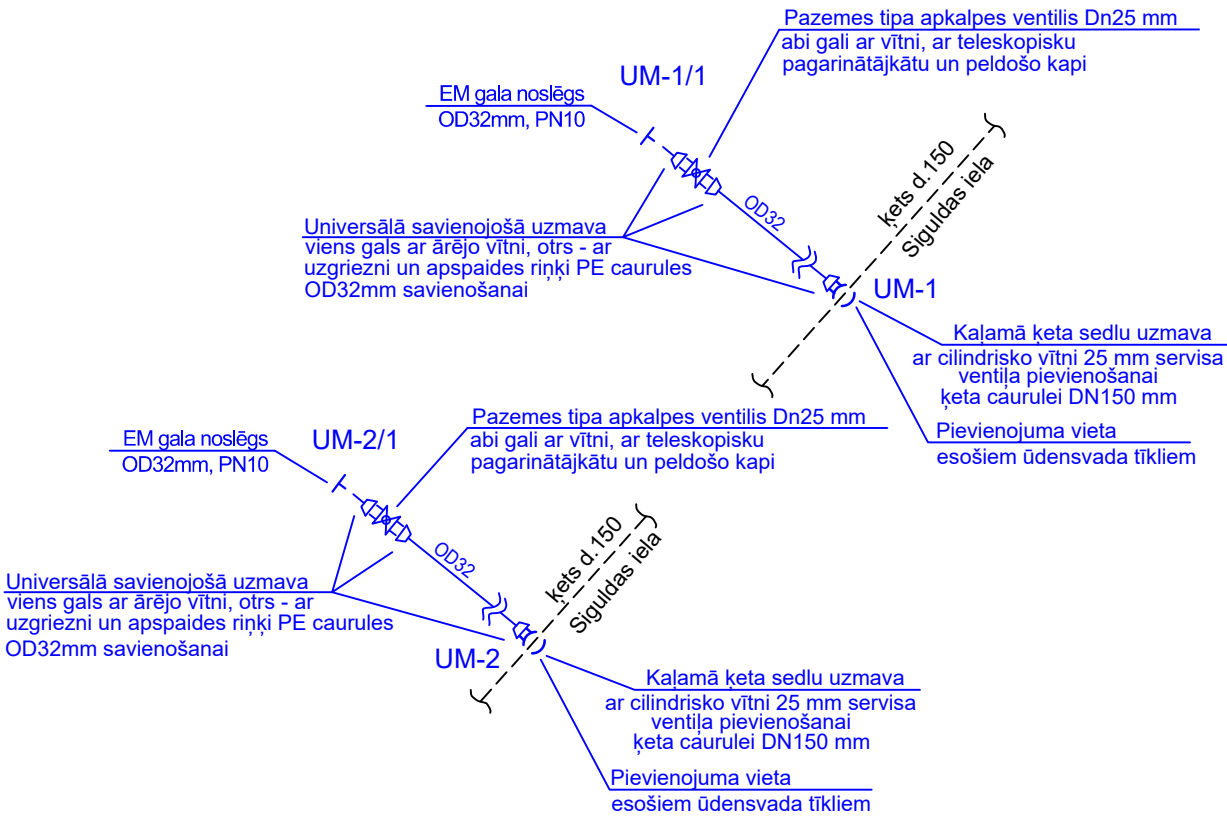 Pazemes tipa apkalpes ventilis Dn25 mm
abi gali ar vītni, ar teleskopisku
pagarinātājkātu un peldošo kapi
UM-1/1
EM gala noslēgs
OD32mm, PN10
ķets d.150
Siguldas iela
OD32
Universālā savienojošā uzmava
viens gals ar ārējo vītni, otrs - ar
uzgriezni un apspaides riņķi PE caurules
OD32mm savienošanai
UM-1
Kaļamā ķeta sedlu uzmava
ar cilindrisko vītni 25 mm servisa
ventiļa pievienošanai
ķeta caurulei DN150 mm
Pievienojuma vieta
esošiem ūdensvada tīkliem
Pazemes tipa apkalpes ventilis Dn25 mm
abi gali ar vītni, ar teleskopisku
pagarinātājkātu un peldošo kapi
UM-2/1
EM gala noslēgs
OD32mm, PN10
ķets d.150
Siguldas iela
OD32
Universālā savienojošā uzmava
viens gals ar ārējo vītni, otrs - ar
uzgriezni un apspaides riņķi PE caurules
OD32mm savienošanai
UM-2
Kaļamā ķeta sedlu uzmava
ar cilindrisko vītni 25 mm servisa
ventiļa pievienošanai
ķeta caurulei DN150 mm
Pievienojuma vieta
esošiem ūdensvada tīkliem